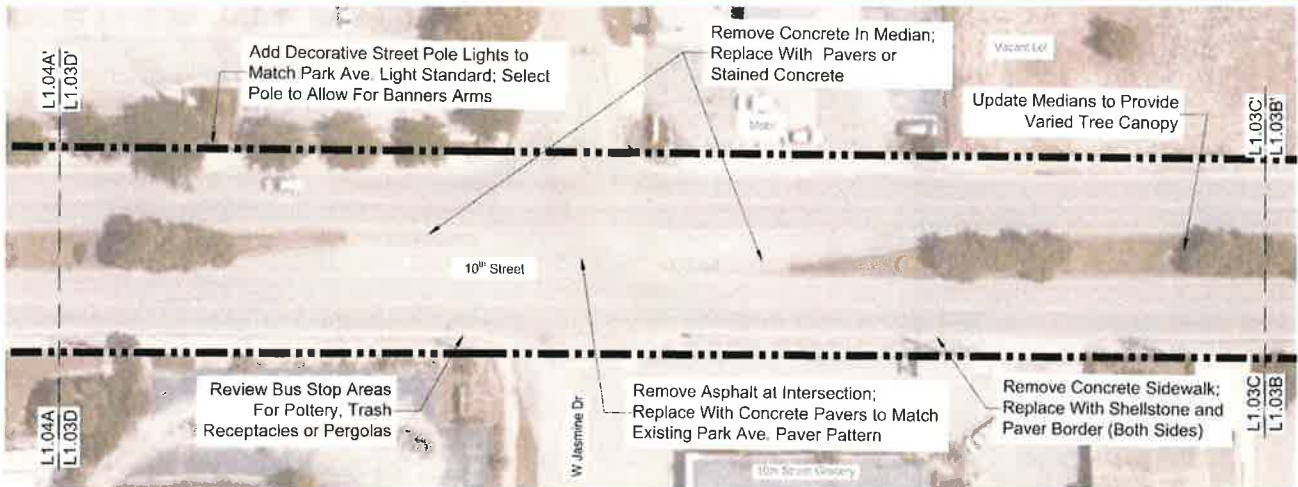 L1.04A'
L1.03D'
Add Decorative Street Pole Lights to
Match Park Ave. Light Standard; Select
Pole to Allow For Banners Arms
Remove Concrete In Median;
Replace With Pavers or
Stained Concrete
Vacant Lot
Mobil
Update Medians to Provide
Varied Tree Canopy
L1.03C'
L1.03B'
10th Street
Review Bus Stop Areas
For Pottery, Trash
Receptacles or Pergolas
W Jasmine Dr
Remove Asphalt at Intersection;
Replace With Concrete Pavers to Match
Existing Park Ave. Paver Pattern
Remove Concrete Sidewalk;
Replace With Shellstone and
Paver Border (Both Sides)
L1.04A
L1.03D
L1.03C
L1.03B
10th Street Grocery